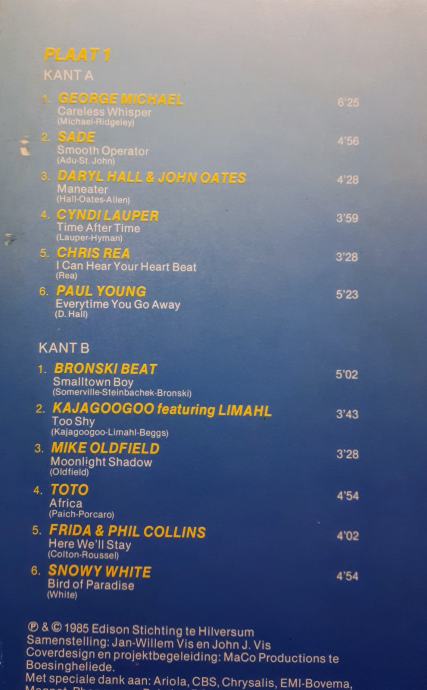 PLAAT 1
KANT A
1. GEORGE MICHAEL 6'25
Careless Whisper
(Michael-Ridgeley)
2. SADE 4'56
Smooth Operator
(Adu-St. John)
3. DARYL HALL & JOHN OATES 4'28
Maneater
(Hall-Oates-Allen)
4. CYNDI LAUPER 3'59
Time After Time
(Lauper-Hyman)
5. CHRIS REA 3'28
I Can Hear Your Heart Beat
(Rea)
6. PAUL YOUNG 5'23
Everytime You Go Away
(D. Hall)
KANT B
1. BRONSKI BEAT 5'02
Smalltown Boy
(Somerville-Steinbachek-Bronski)
2. KAJAGOOGOO featuring LIMAHL 3'43
Too Shy
(Kajagoogoo-Limahl-Beggs)
3. MIKE OLDFIELD 3'28
Moonlight Shadow
(Oldfield)
4. TOTO 4'54
Africa
(Paich-Porcaro)
5. FRIDA & PHIL COLLINS 4'02
Here We'll Stay
(Colton-Roussel)
6. SNOWY WHITE 4'54
Bird of Paradise
(White)
℗ & © 1985 Edison Stichting te Hilversum
Samenstelling: Jan-Willem Vis en John J. Vis
Coverdesign en projektbegeleiding: MaCo Productions te
Boesingheliede.
Met speciale dank aan: Ariola, CBS, Chrysalis, EMI-Bovema,